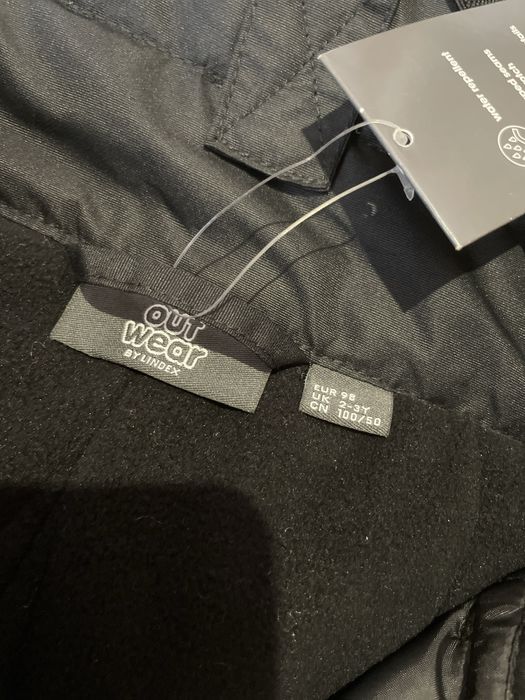 water repellent
OUT
wear
BY LINDEX
EUR 98
UK 2-3Y
CN 100/50